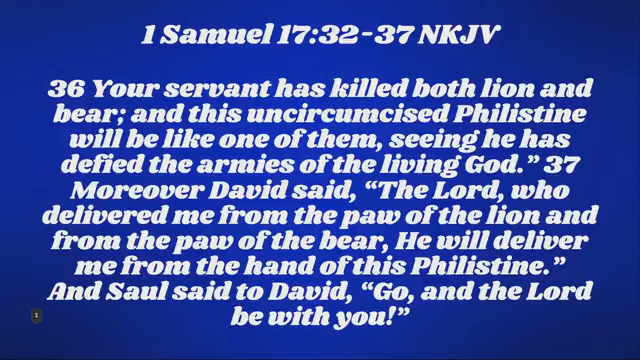 1 Samuel 17:32-37 NKJV
36 Your servant has killed both lion and
bear; and this uncircumcised Philistine
will be like one of them, seeing he has
defied the armies of the living God.” 37
Moreover David said, “The Lord, who
delivered me from the paw of the lion and
from the paw of the bear, He will deliver
me from the hand of this Philistine.”
And Saul said to David, “Go, and the Lord
be with you!”
1